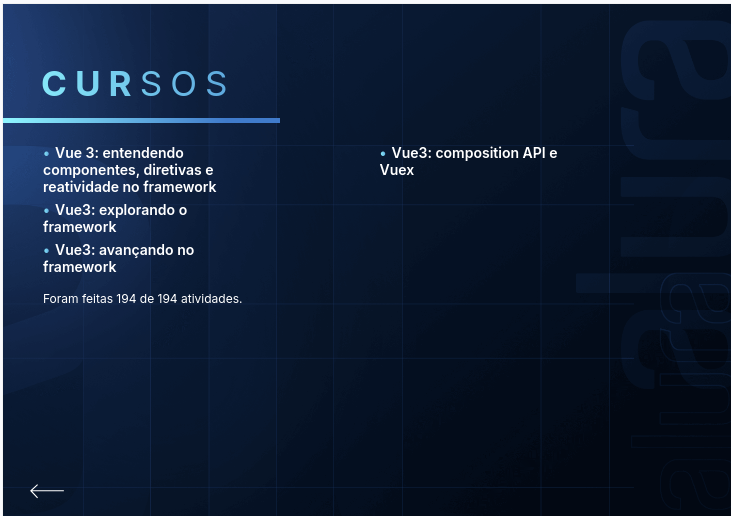 CURSOS
• Vue 3: entendendo
componentes, diretivas e
reatividade no framework
• Vue3: explorando o
framework
• Vue3: avançando no
framework
Foram feitas 194 de 194 atividades.
• Vue3: composition API e
Vuex
alura
alura